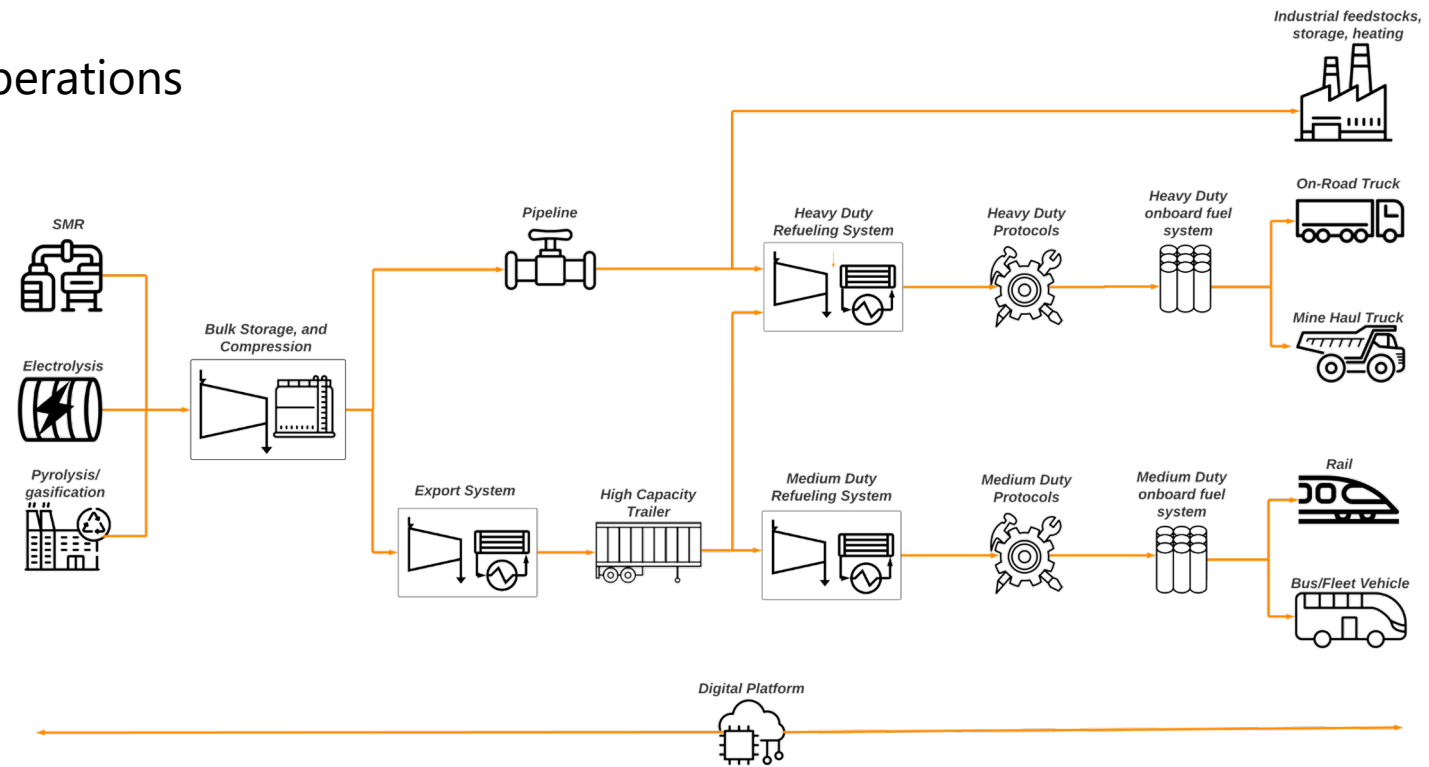 perations
Industrial feedstocks,
storage, heating
SMR
Pipeline
Heavy Duty
Refueling System
Heavy Duty
Protocols
Heavy Duty
onboard fuel
system
On-Road Truck
Bulk Storage, and
Compression
Mine Haul Truck
Electrolysis
Pyrolysis/
gasification
Export System
High Capacity
Trailer
Medium Duty
Refueling System
Medium Duty
Protocols
Medium Duty
onboard fuel
system
Rail
Bus/Fleet Vehicle
Digital Platform